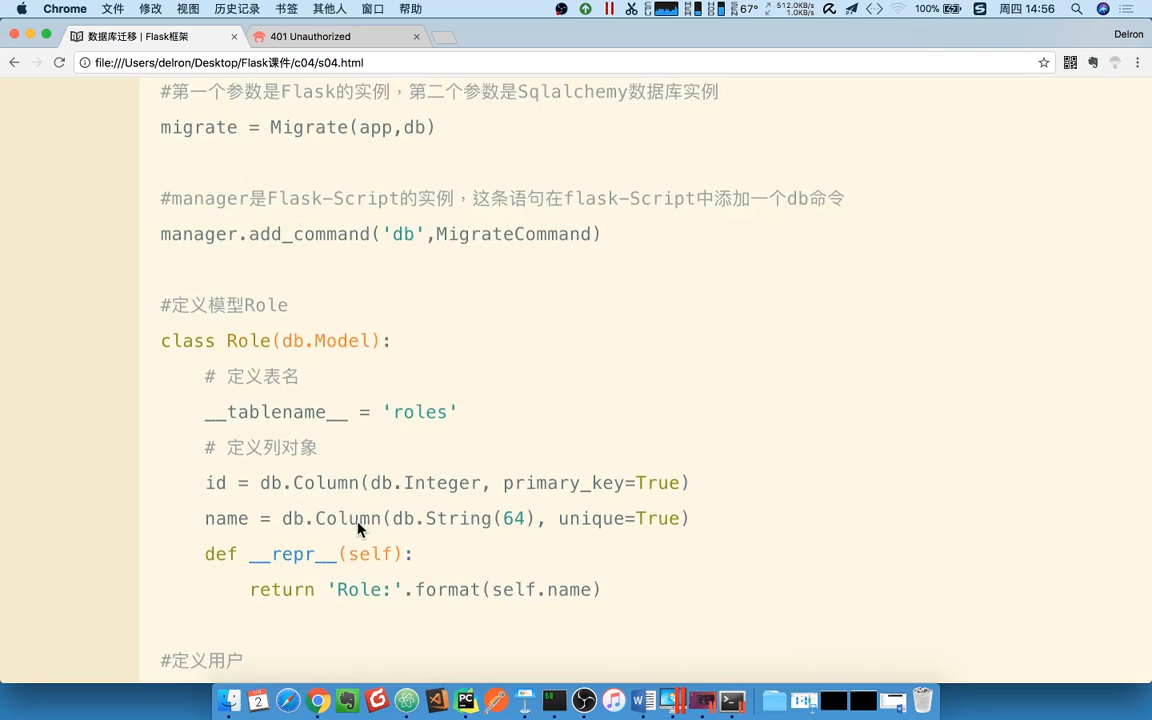 Chrome 文件 修改 视图 历史记录 书签 其他人 窗口 帮助 67° 512.0KB/s 1.0KB/s 100% 周四 14:56
数据库迁移 | Flask框架 401 Unauthorized Delron
file:///Users/delron/Desktop/Flask课件/c04/s04.html
#第一个参数是Flask的实例，第二个参数是Sqlalchemy数据库实例
migrate = Migrate(app,db)
#manager是Flask-Script的实例，这条语句在flask-Script中添加一个db命令
manager.add_command('db',MigrateCommand)
#定义模型Role
class Role(db.Model):
# 定义表名
__tablename__ = 'roles'
# 定义列对象
id = db.Column(db.Integer, primary_key=True)
name = db.Column(db.String(64), unique=True)
def __repr__(self):
return 'Role:'.format(self.name)
#定义用户